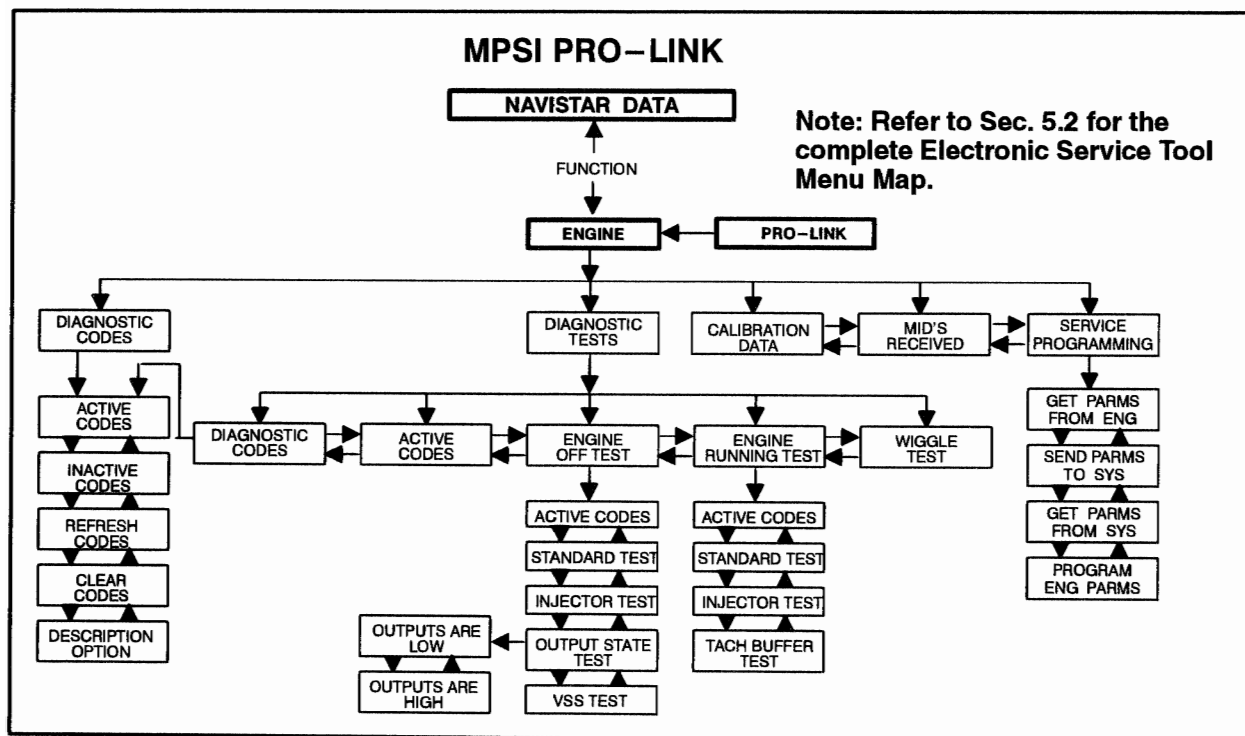 MPSI PRO–LINK
NAVISTAR DATA
Note: Refer to Sec. 5.2 for the
complete Electronic Service Tool
Menu Map.
FUNCTION
ENGINE
PRO–LINK
DIAGNOSTIC
CODES
DIAGNOSTIC
TESTS
CALIBRATION
DATA
MID'S
RECEIVED
SERVICE
PROGRAMMING
ACTIVE
CODES
INACTIVE
CODES
REFRESH
CODES
CLEAR
CODES
DESCRIPTION
OPTION
DIAGNOSTIC
CODES
ACTIVE
CODES
ENGINE
OFF TEST
ENGINE
RUNNING TEST
WIGGLE
TEST
ACTIVE CODES
STANDARD TEST
INJECTOR TEST
OUTPUT STATE
TEST
VSS TEST
OUTPUTS ARE
LOW
OUTPUTS ARE
HIGH
ACTIVE CODES
STANDARD TEST
INJECTOR TEST
TACH BUFFER
TEST
GET PARMS
FROM ENG
SEND PARMS
TO SYS
GET PARMS
FROM SYS
PROGRAM
ENG PARMS